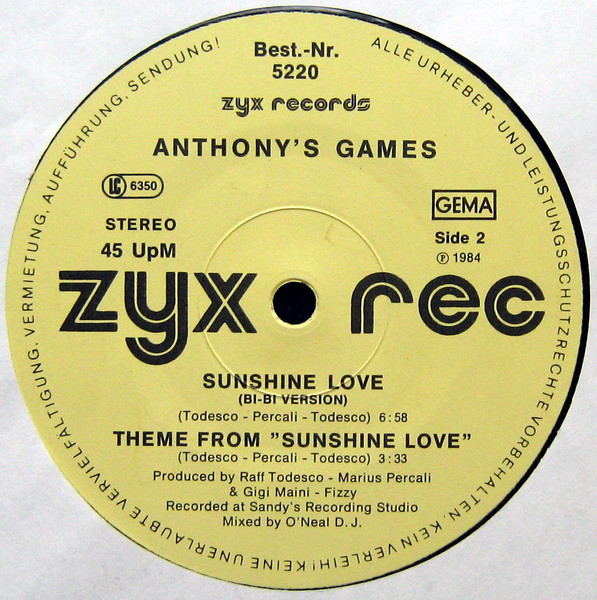 ALLE URHEBER- UND LEISTUNGSSCHUTZRECHTE VORBEHALTEN. KEIN VERLEIH! KEINE UNERLAUBTE VERVIELFÄLTIGUNG, VERMIETUNG, AUFFÜHRUNG, SENDUNG!
Best.-Nr.
5220
zyx records
ANTHONY'S GAMES
LC 6350
GEMA
STEREO
Side 2
45 UpM
Ⓟ 1984
zyx rec
SUNSHINE LOVE
(BI-BI VERSION)
(Todesco - Percali - Todesco) 6:58
THEME FROM ”SUNSHINE LOVE”
(Todesco - Percali - Todesco) 3:33
Produced by Raff Todesco - Marius Percali
& Gigi Maini - Fizzy
Recorded at Sandy's Recording Studio
Mixed by O'Neal D.J.